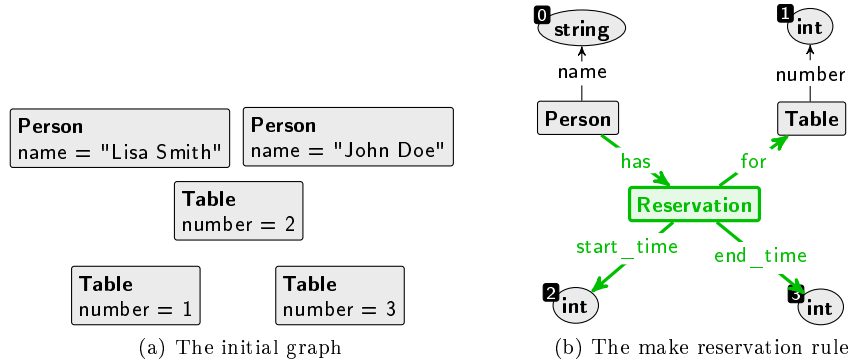 Person
name = "Lisa Smith"
Person
name = "John Doe"
Table
number = 2
Table
number = 1
Table
number = 3
(a) The initial graph
0
string
1
int
name
number
Person
Table
has
for
Reservation
start_time
end_time
2
int
3
int
(b) The make reservation rule